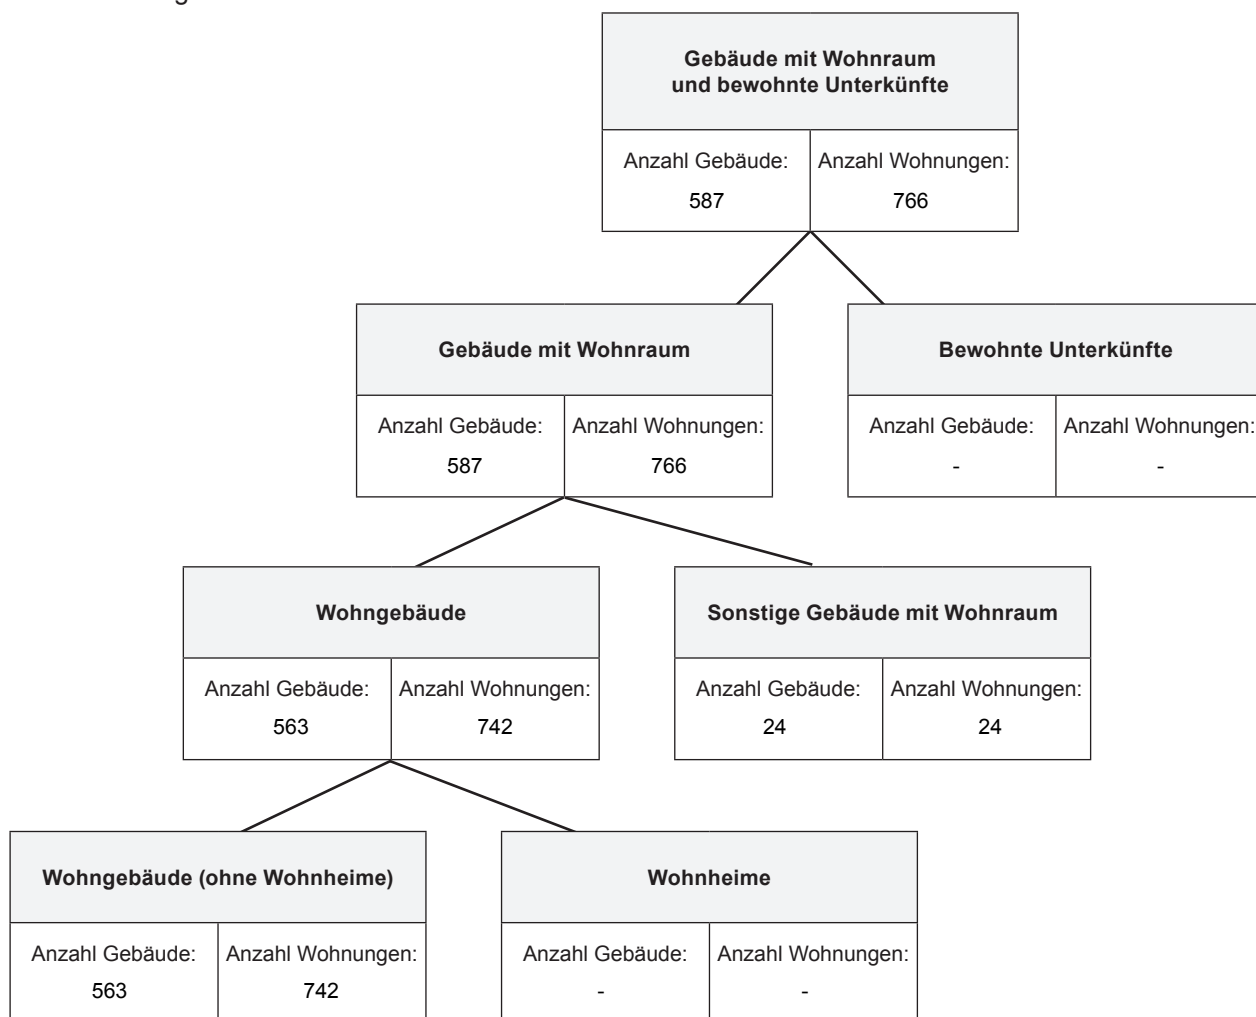 Gebäude mit Wohnraum
und bewohnte Unterkünfte
Anzahl Gebäude: Anzahl Wohnungen:
587 766
Gebäude mit Wohnraum
Anzahl Gebäude: Anzahl Wohnungen:
587 766
Bewohnte Unterkünfte
Anzahl Gebäude: Anzahl Wohnungen:
- -
Wohngebäude
Anzahl Gebäude: Anzahl Wohnungen:
563 742
Sonstige Gebäude mit Wohnraum
Anzahl Gebäude: Anzahl Wohnungen:
24 24
Wohngebäude (ohne Wohnheime)
Anzahl Gebäude: Anzahl Wohnungen:
563 742
Wohnheime
Anzahl Gebäude: Anzahl Wohnungen:
- -